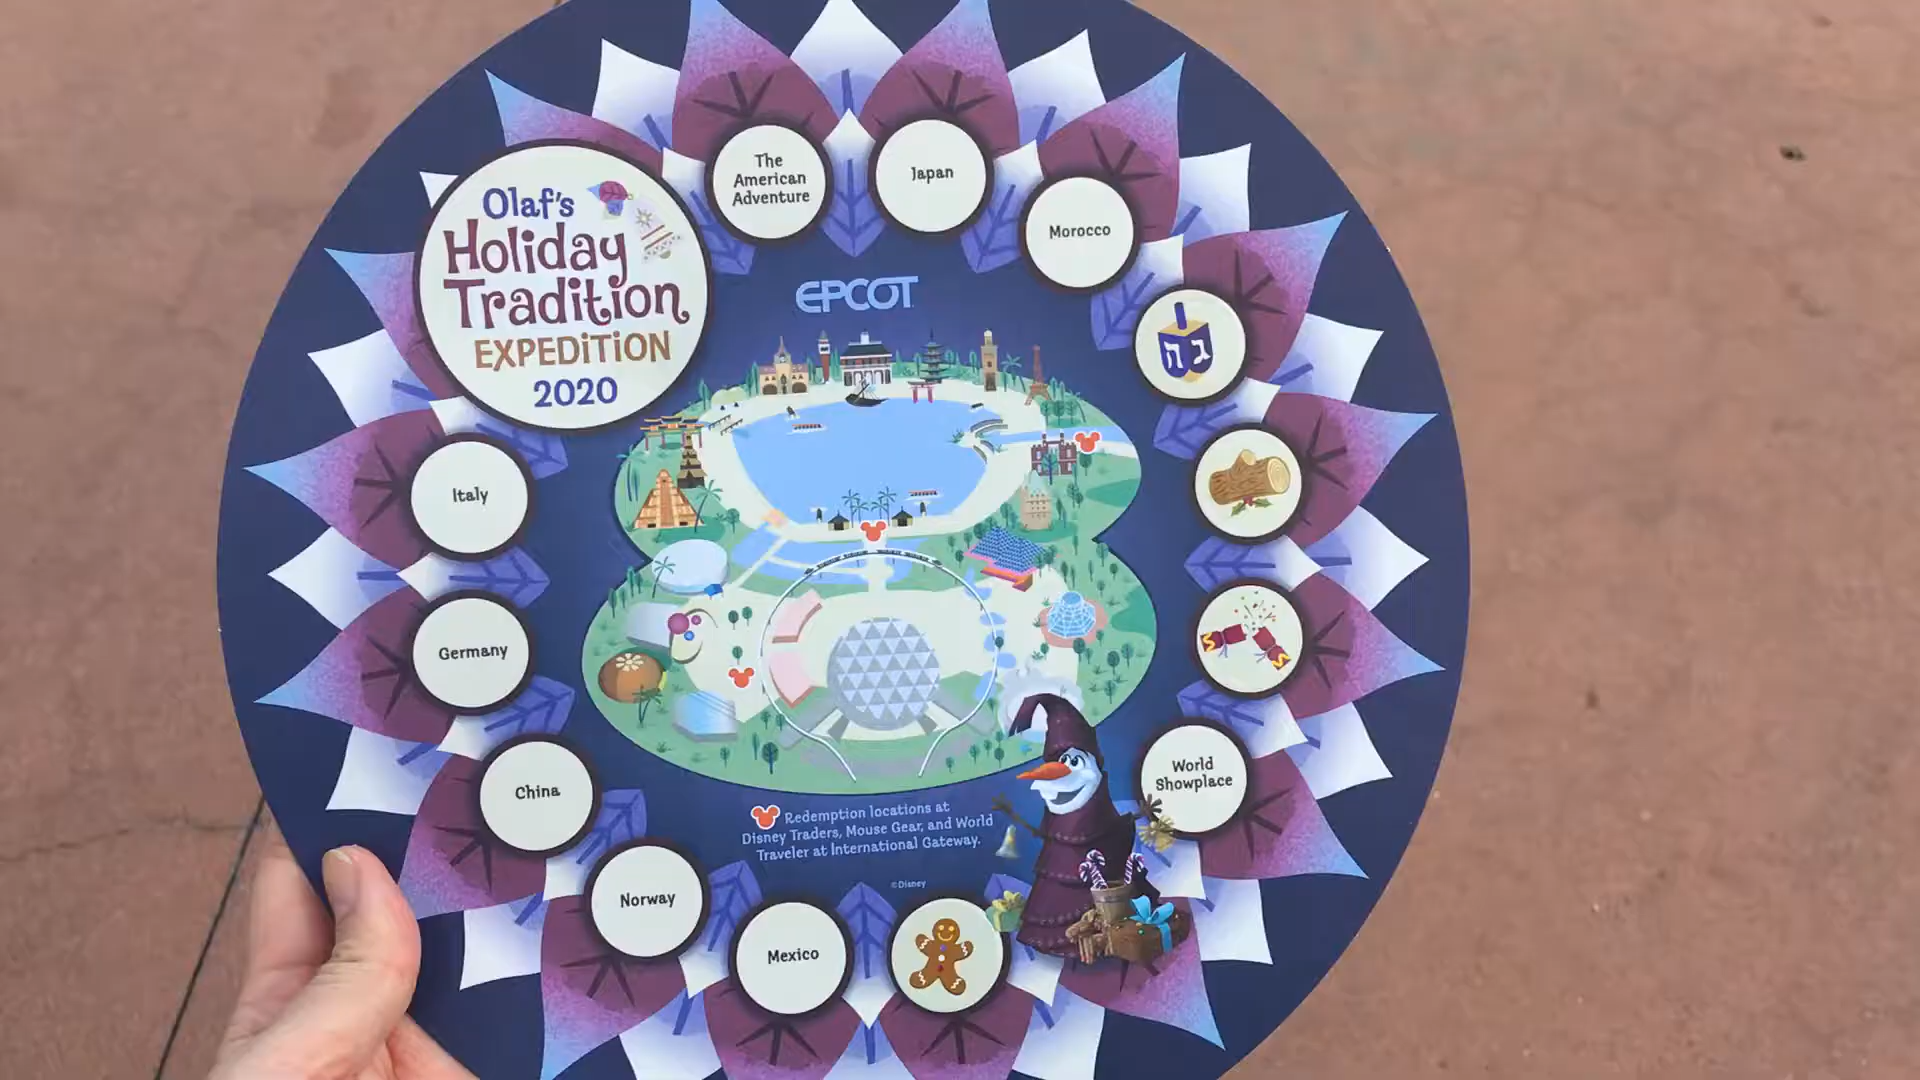 Olaf's
Holiday
Tradition
EXPEDITION
2020
The
American
Adventure
Japan
Morocco
EPCOT
ה ג
Italy
Germany
China
Norway
Mexico
World
Showplace
Redemption locations at
Disney Traders, Mouse Gear, and World
Traveler at International Gateway.
©Disney